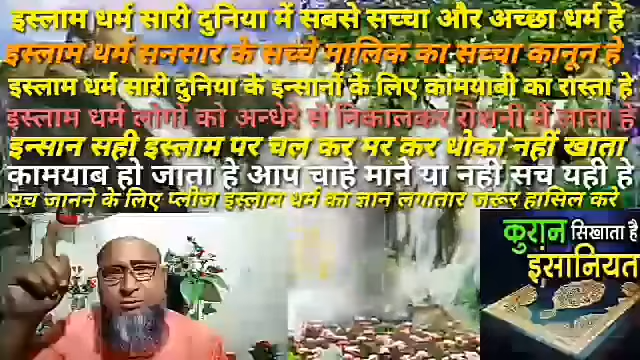 इस्लाम धर्म सारी दुनिया में सबसे सच्चा और अच्छा धर्म हे
इस्लाम धर्म सनसार के सच्चे मालिक का सच्चा कानून हे
इस्लाम धर्म सारी दुनिया के इन्सानों के लिए कामयाबी का रास्ता हे
इस्लाम धर्म लोगों को अन्धेरे से निकालकर रोशनी में लाता हे
इन्सान सही इस्लाम पर चल कर मर कर धोका नहीं खाता
कामयाब हो जाता हे आप चाहे माने या नही सच यही हे
सच जानने के लिए प्लीज इस्लाम धर्म का ज्ञान लगातार जरूर हासिल करे
कुरान सिखाता है
इंसानियत